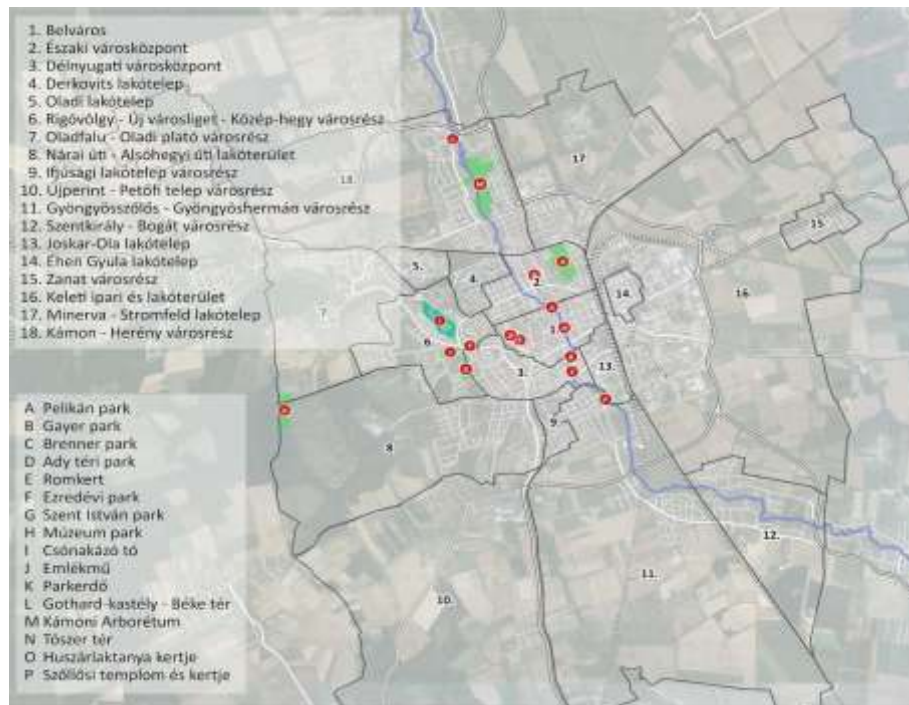 1. Belváros
2. Északi városközpont
3. Délnyugati városközpont
4. Derkovits lakótelep
5. Oladi lakótelep
6. Rigóvölgy - Új városliget - Közép-hegy városrész
7. Oladfalu - Oladi plató városrész
8. Nárai úti - Alsóhegyi úti lakóterület
9. Ifjúsági lakótelep városrész
10. Újperint - Petőfi telep városrész
11. Gyöngyösszőlős - Gyöngyöshermán városrész
12. Szentkirály - Bogát városrész
13. Joskar-Ola lakótelep
14. Éhen Gyula lakótelep
15. Zanat városrész
16. Keleti ipari és lakóterület
17. Minerva - Stromfeld lakótelep
18. Kámon - Herény városrész
17.
18.
15.
5.
4.
2.
14.
16.
7.
6.
1.
3.
13.
9.
8.
12.
11.
10.
A Pelikán park
B Gayer park
C Brenner park
D Ady téri park
E Romkert
F Ezredévi park
G Szent István park
H Múzeum park
I Csónakázó tó
J Emlékmű
K Parkerdő
L Gothard-kastély - Béke tér
M Kámoni Arborétum
N Tószer tér
O Huszárlaktanya kertje
P Szőllősi templom és kertje